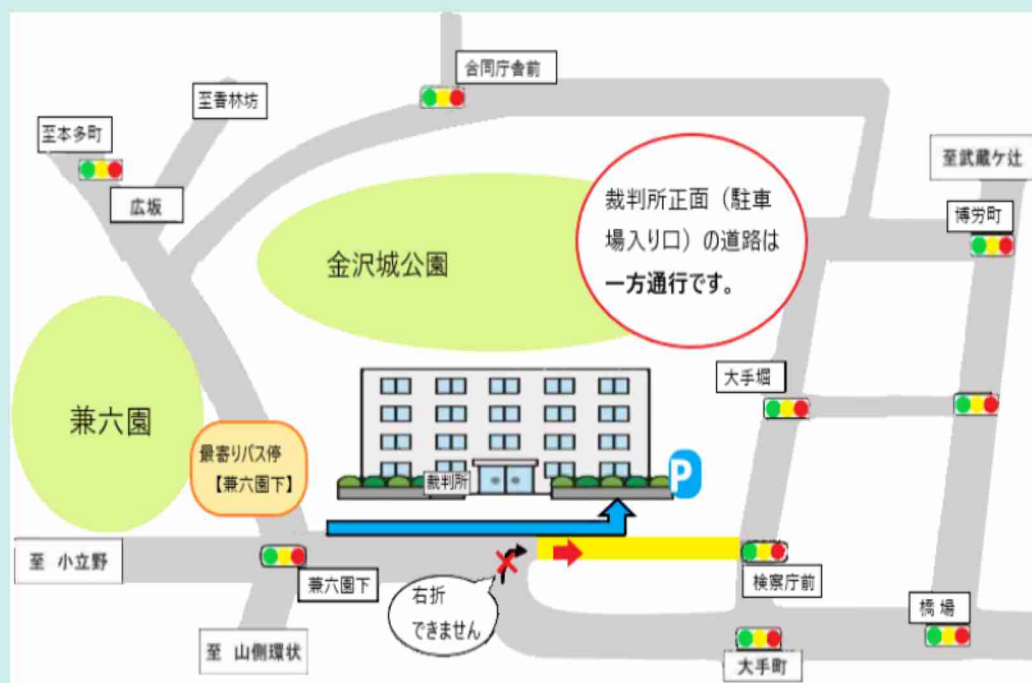 合同庁舎前
至香林坊
至本多町
広坂
至武蔵ケ辻
博労町
裁判所正面（駐車
場入り口）の道路は
一方通行です。
金沢城公園
大手堀
兼六園
最寄りバス停
【兼六園下】
裁判所
P
至 小立野
兼六園下
右折
できません
検察庁前
橋場
至 山側環状
大手町